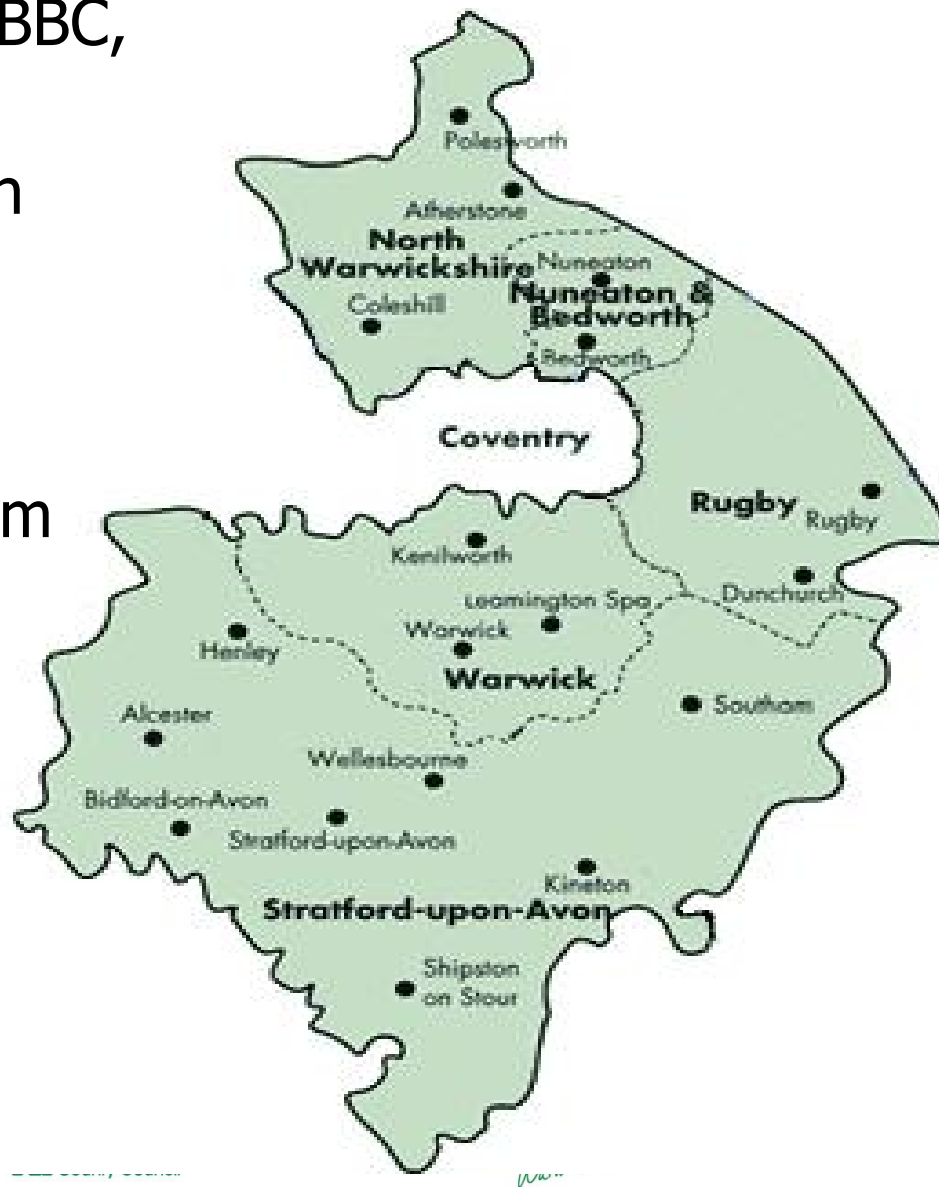 BBC,
Polesworth
n
Atherstone
North
Warwickshire
Nuneaton
Nuneaton &
Bedworth
Coleshill
Bedworth
Coventry
Rugby
Rugby
m
Kenilworth
Dunchurch
Leamington Spa
Warwick
Henley
Warwick
Southam
Alcester
Wellesbourne
Bidford-on-Avon
Stratford-upon-Avon
Kineton
Stratford-upon-Avon
Shipston
on Stour